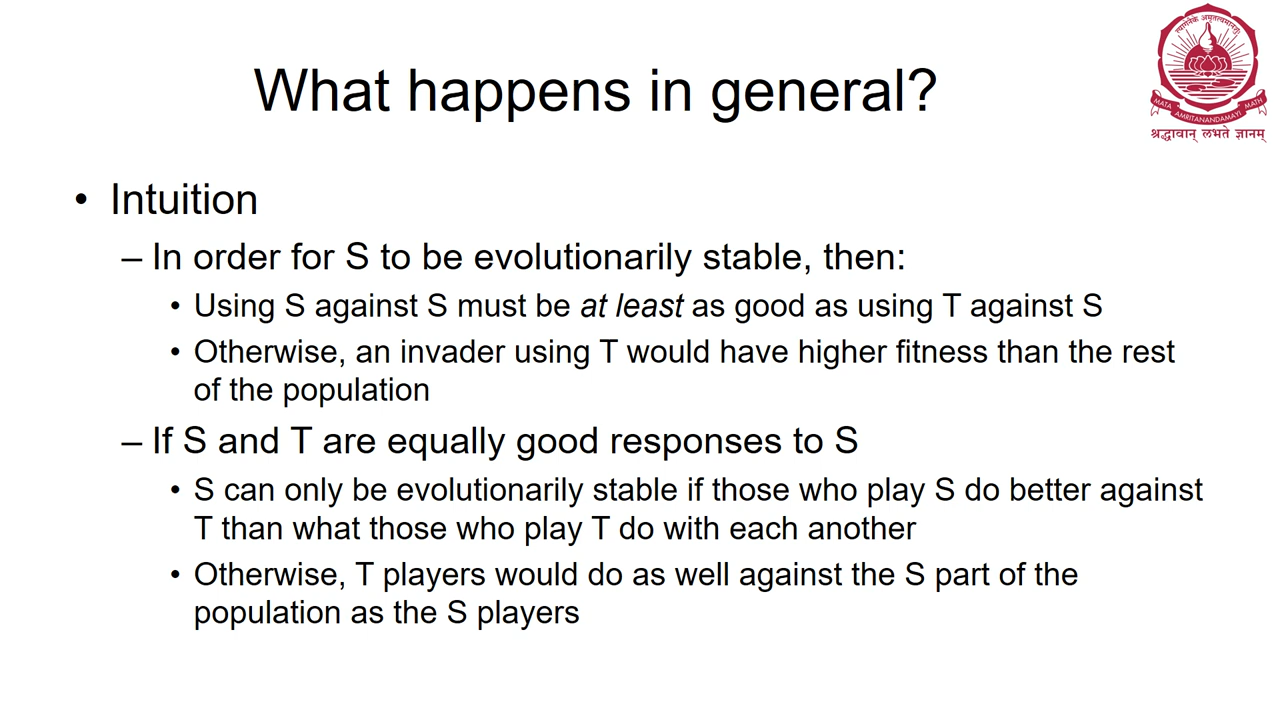 What happens in general?
• Intuition
– In order for S to be evolutionarily stable, then:
• Using S against S must be at least as good as using T against S
• Otherwise, an invader using T would have higher fitness than the rest
of the population
– If S and T are equally good responses to S
• S can only be evolutionarily stable if those who play S do better against
T than what those who play T do with each another
• Otherwise, T players would do as well against the S part of the
population as the S players
MATA AMRITANANDAMAYI MATH
श्रद्धावान् लभते ज्ञानम्